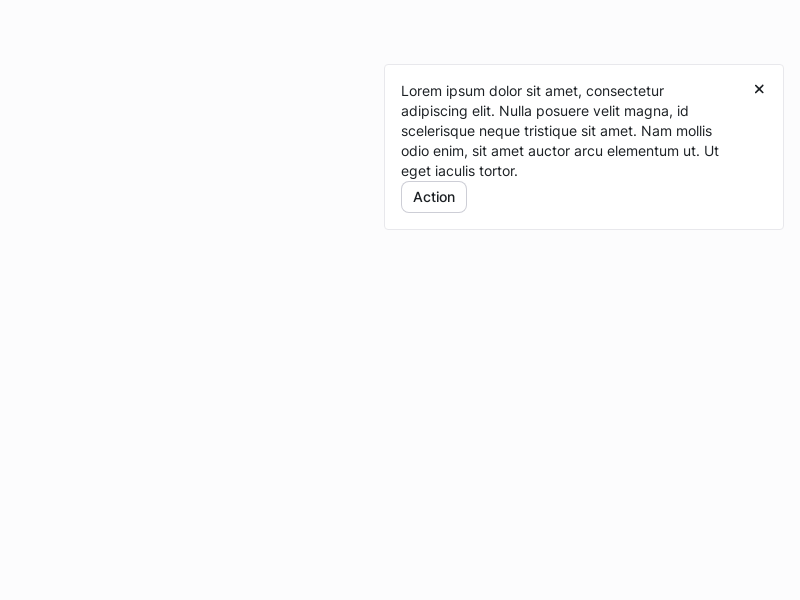 Lorem ipsum dolor sit amet, consectetur
adipiscing elit. Nulla posuere velit magna, id
scelerisque neque tristique sit amet. Nam mollis
odio enim, sit amet auctor arcu elementum ut. Ut
eget iaculis tortor.
Action